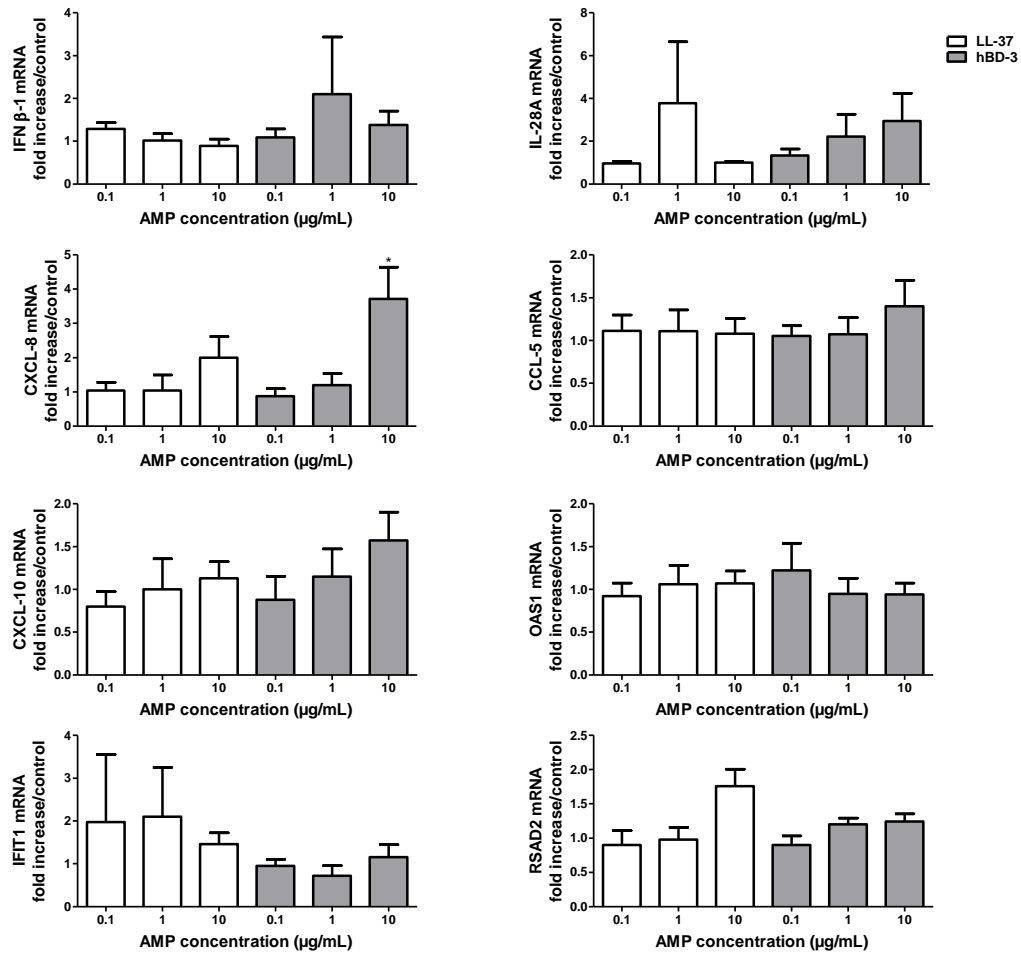 IFN β-1 mRNA
fold increase/control
4
3
2
1
0
0.1 1 10 0.1 1 10
AMP concentration (µg/mL)
IL-28A mRNA
fold increase/control
8
6
4
2
0
0.1 1 10 0.1 1 10
AMP concentration (µg/mL)
LL-37
hBD-3
CXCL-8 mRNA
fold increase/control
5
4
3
2
1
0
*
0.1 1 10 0.1 1 10
AMP concentration (µg/mL)
CCL-5 mRNA
fold increase/control
2.0
1.5
1.0
0.5
0.0
0.1 1 10 0.1 1 10
AMP concentration (µg/mL)
CXCL-10 mRNA
fold increase/control
2.0
1.5
1.0
0.5
0.0
0.1 1 10 0.1 1 10
AMP concentration (µg/mL)
OAS1 mRNA
fold increase/control
2.0
1.5
1.0
0.5
0.0
0.1 1 10 0.1 1 10
AMP concentration (µg/mL)
IFIT1 mRNA
fold increase/control
4
3
2
1
0
0.1 1 10 0.1 1 10
AMP concentration (µg/mL)
RSAD2 mRNA
fold increase/control
2.5
2.0
1.5
1.0
0.5
0.0
0.1 1 10 0.1 1 10
AMP concentration (µg/mL)